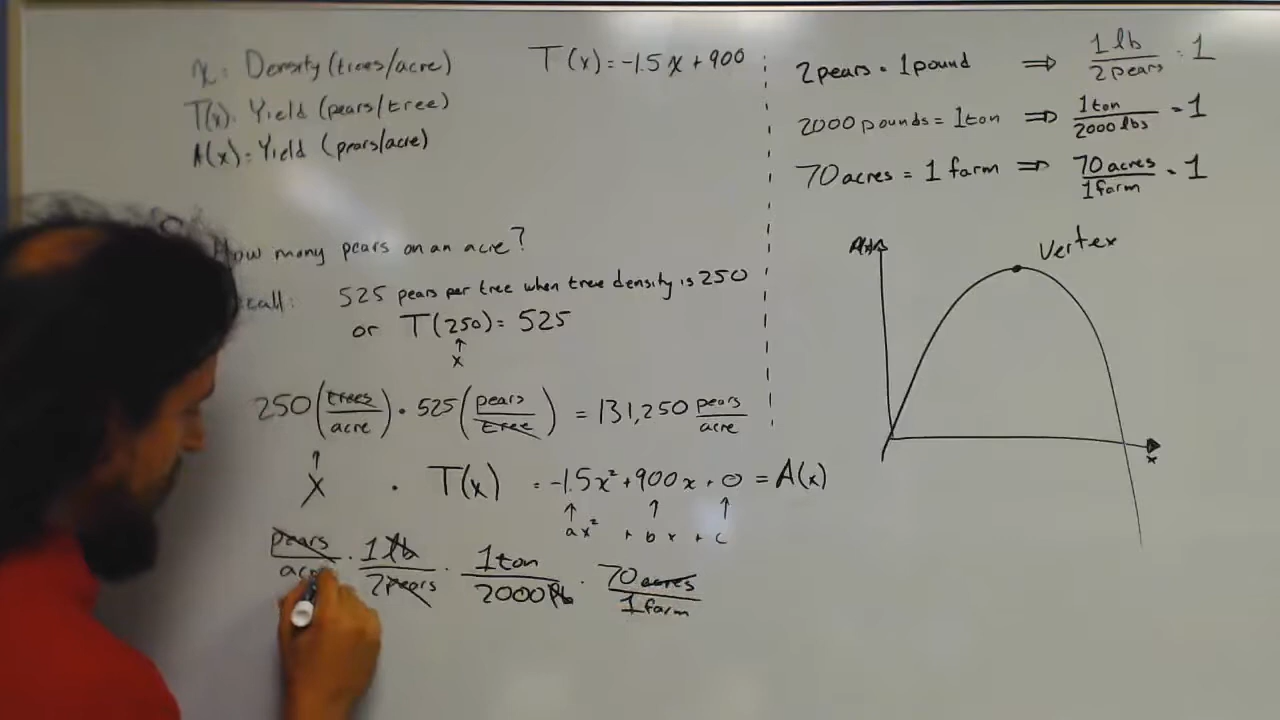 x: Density (trees/acre)
T(x): Yield (pears/tree)
A(x): Yield (pears/acre)
T(x) = -1.5x + 900
2 pears = 1 pound ⇒ 1 lb / 2 pears = 1
2000 pounds = 1 ton ⇒ 1 ton / 2000 lbs = 1
70 acres = 1 farm ⇒ 70 acres / 1 farm = 1
How many pears on an acre?
call: 525 pears per tree when tree density is 250
or T(250) = 525
↑
x
250 (trees / acre) · 525 (pears / tree) = 131,250 pears / acre
↑
x · T(x) = -1.5x² + 900x + 0 = A(x)
↑ ↑ ↑
ax² + bx + c
pears / acr · 1 lb / 2 pears · 1 ton / 2000 lb · 70 acres / 1 farm
A(x)
Vertex
x